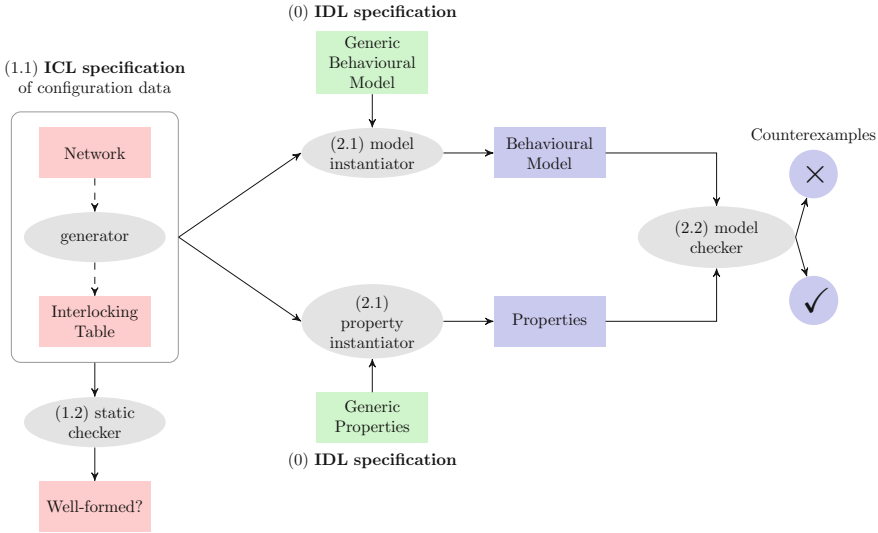 (0) IDL specification
Generic
Behavioural
Model
(1.1) ICL specification
of configuration data
Network
generator
Interlocking
Table
(1.2) static
checker
Well-formed?
(2.1) model
instantiator
Behavioural
Model
(2.1)
property
instantiator
Properties
Generic
Properties
(0) IDL specification
(2.2) model
checker
Counterexamples